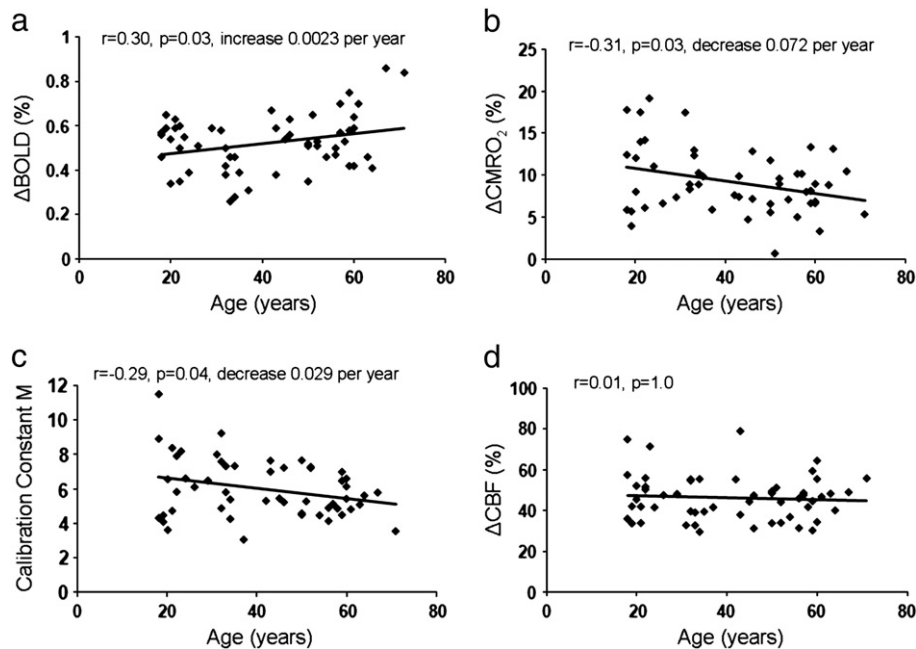 a
r=0.30, p=0.03, increase 0.0023 per year
ΔBOLD (%)
1
0.8
0.6
0.4
0.2
0
0 20 40 60 80
Age (years)
b
r=-0.31, p=0.03, decrease 0.072 per year
ΔCMRO₂ (%)
25
20
15
10
5
0
0 20 40 60 80
Age (years)
c
r=-0.29, p=0.04, decrease 0.029 per year
Calibration Constant M
12
10
8
6
4
2
0
0 20 40 60 80
Age (years)
d
r=0.01, p=1.0
ΔCBF (%)
100
80
60
40
20
0
0 20 40 60 80
Age (years)